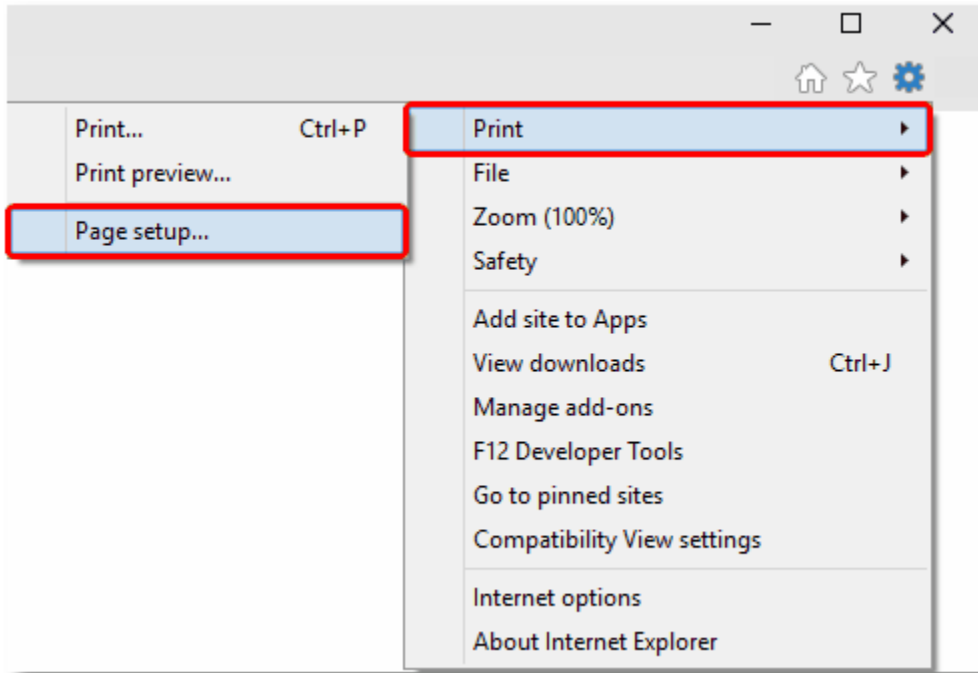 Print... Ctrl+P
Print preview...
Page setup...
Print
File
Zoom (100%)
Safety
Add site to Apps
View downloads Ctrl+J
Manage add-ons
F12 Developer Tools
Go to pinned sites
Compatibility View settings
Internet options
About Internet Explorer